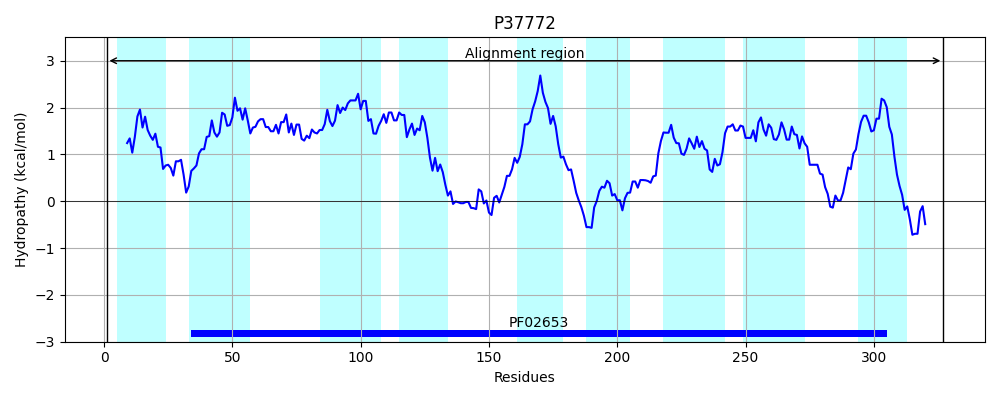 P37772
Alignment region
3
2
1
0
−1
−2
−3
Hydropathy (kcal/mol)
PF02653
0 50 100 150 200 250 300
Residues